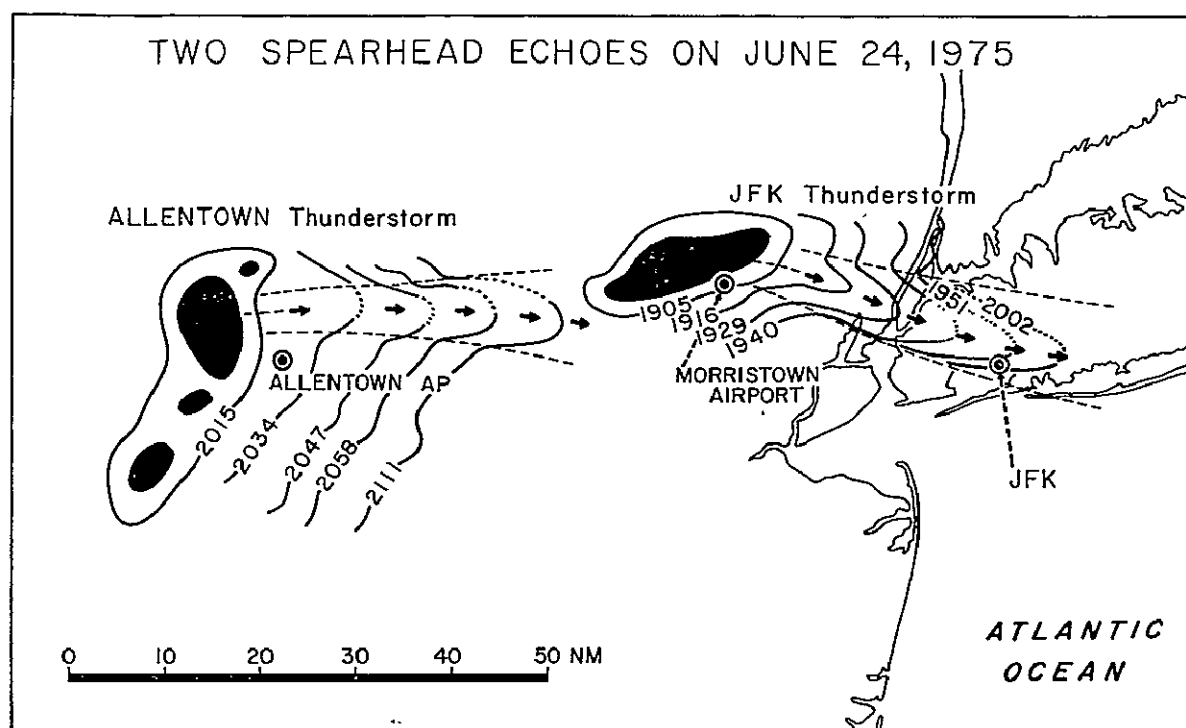 TWO SPEARHEAD ECHOES ON JUNE 24, 1975
JFK Thunderstorm
ALLENTOWN Thunderstorm
1905
1916
1929
1940
1951
2002
ALLENTOWN AP
MORRISTOWN
AIRPORT
2015
2034
2047
2058
2111
JFK
0 10 20 30 40 50 NM
ATLANTIC
OCEAN